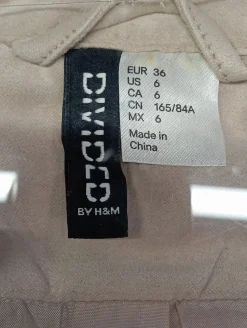 DIVIDED
BY H&M
EUR 36
US 6
CA 6
CN 165/84A
MX 6
Made in
China